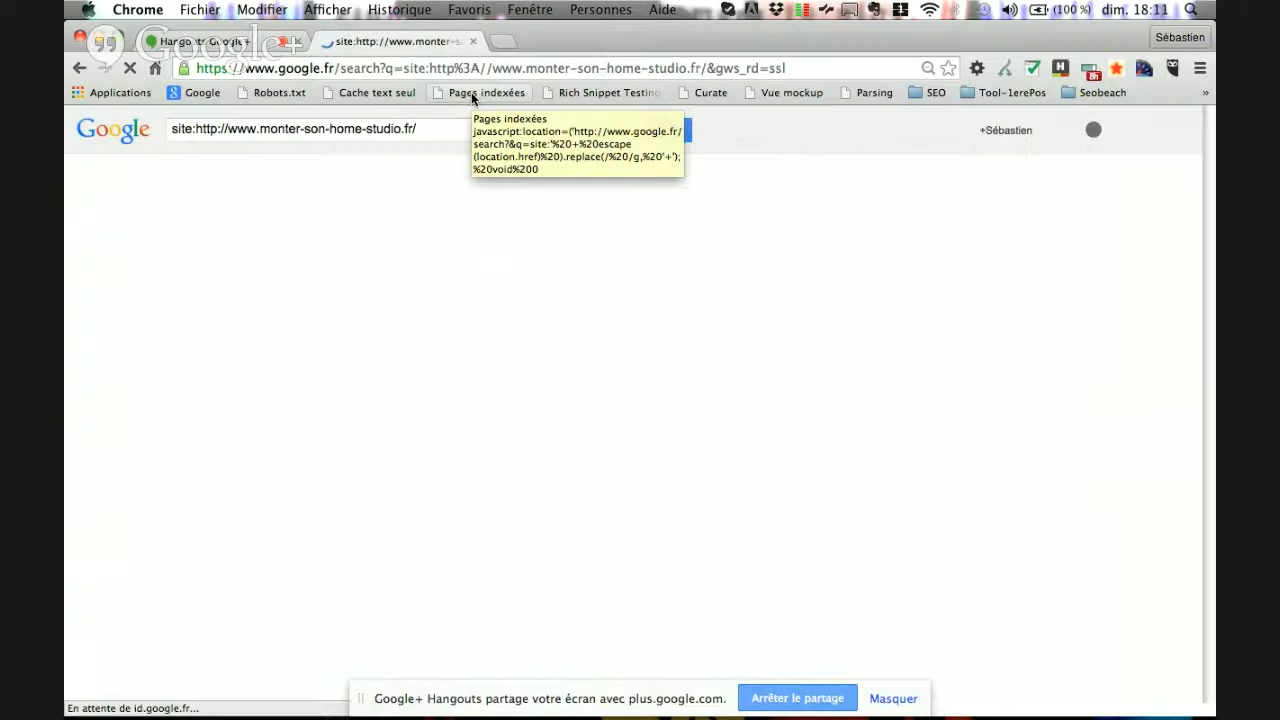 Chrome Fichier Modifier Afficher Historique Favoris Fenêtre Personnes Aide (100 %) dim. 18:11
Google+
Hangouts Google+ site:http://www.monter-s Sébastien
https://www.google.fr/search?q=site:http%3A//www.monter-son-home-studio.fr/&gws_rd=ssl
Applications Google Robots.txt Cache text seul Pages indexées Rich Snippet Testing Curate Vue mockup Parsing SEO Tool-1erePos Seobeach »
Google site:http://www.monter-son-home-studio.fr/ +Sébastien
Pages indexées
javascript:location=('http://www.google.fr/
search?&q=site:'%20+%20escape
(location.href)%20).replace(/%20/g,%20'+');
%20void%200
Google+ Hangouts partage votre écran avec plus.google.com. Arrêter le partage Masquer
En attente de id.google.fr...